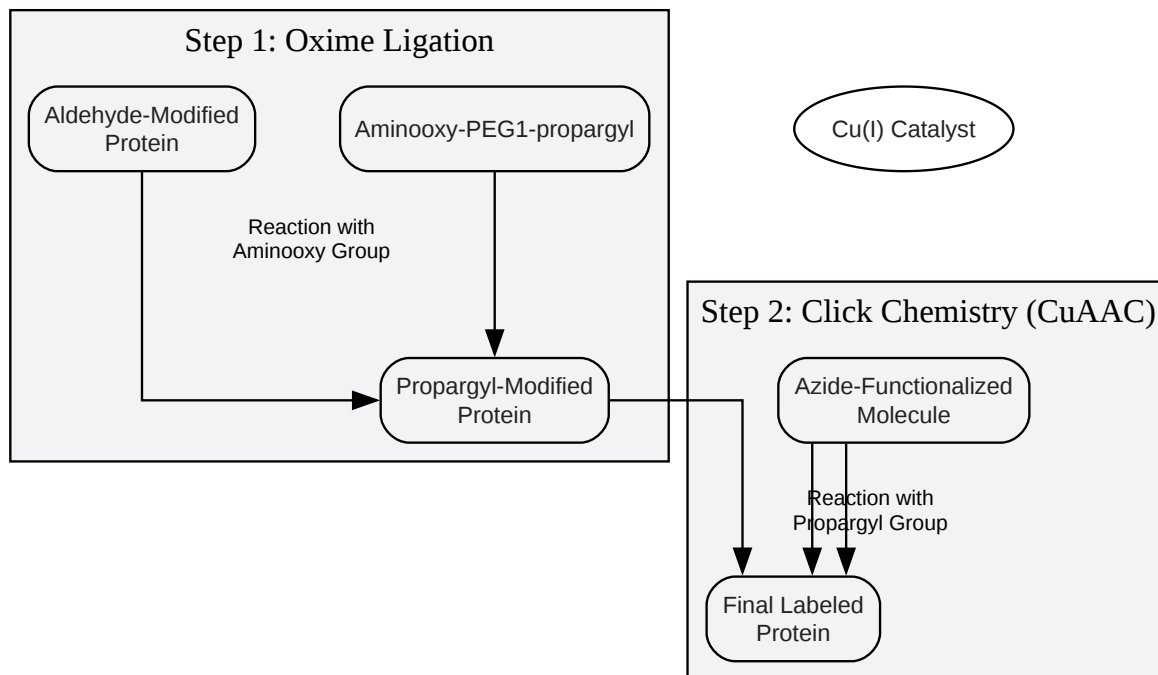 Step 1: Oxime Ligation
Aldehyde-Modified
Protein
Aminooxy-PEG1-propargyl
Cu(I) Catalyst
Reaction with
Aminooxy Group
Propargyl-Modified
Protein
Step 2: Click Chemistry (CuAAC)
Azide-Functionalized
Molecule
Reaction with
Propargyl Group
Final Labeled
Protein